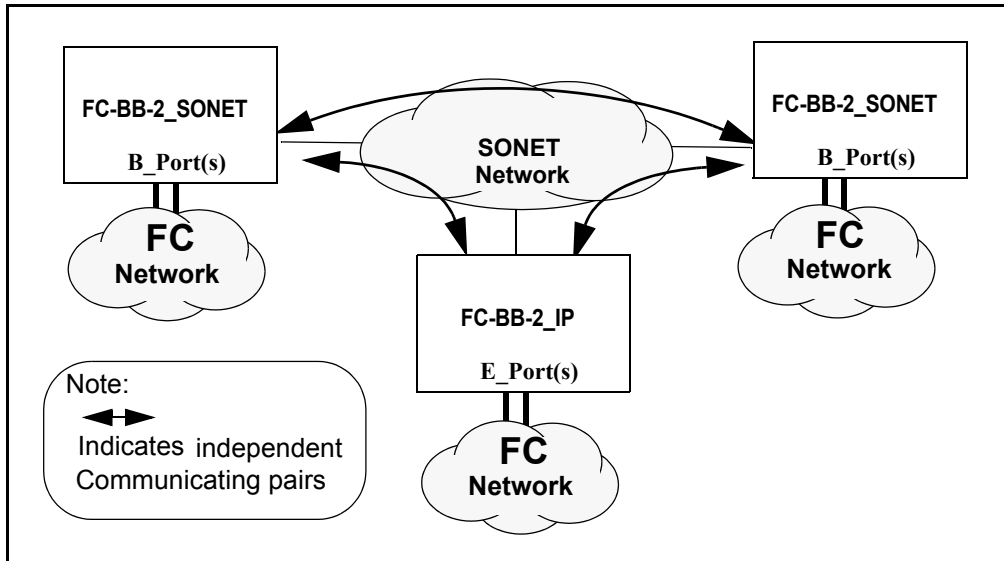 FC-BB-2_SONET
B_Port(s)
FC
Network
SONET
Network
FC-BB-2_SONET
B_Port(s)
FC
Network
FC-BB-2_IP
E_Port(s)
FC
Network
Note:
Indicates independent
Communicating pairs